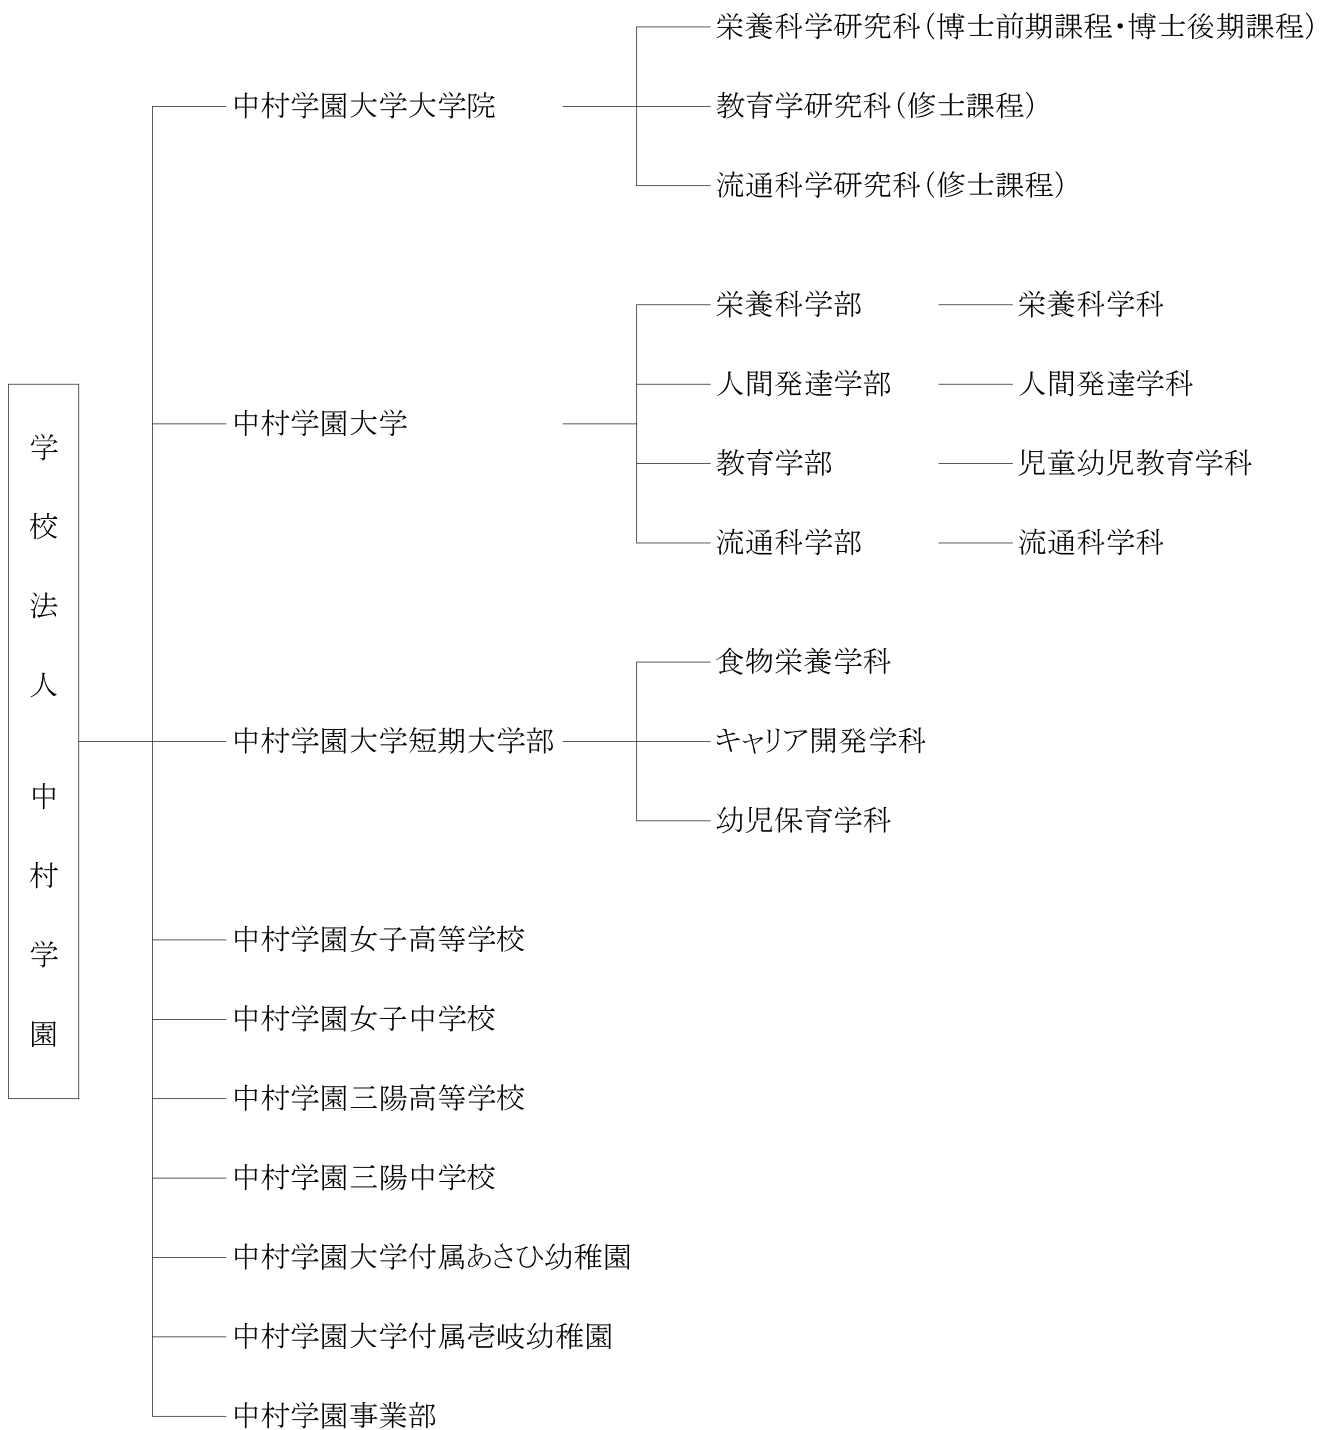 学校法人 中村学園
中村学園大学大学院
栄養科学研究科（博士前期課程・博士後期課程）
教育学研究科（修士課程）
流通科学研究科（修士課程）
中村学園大学
栄養科学部 栄養科学科
人間発達学部 人間発達学科
教育学部 児童幼児教育学科
流通科学部 流通科学科
中村学園大学短期大学部
食物栄養学科
キャリア開発学科
幼児保育学科
中村学園女子高等学校
中村学園女子中学校
中村学園三陽高等学校
中村学園三陽中学校
中村学園大学付属あさひ幼稚園
中村学園大学付属壱岐幼稚園
中村学園事業部